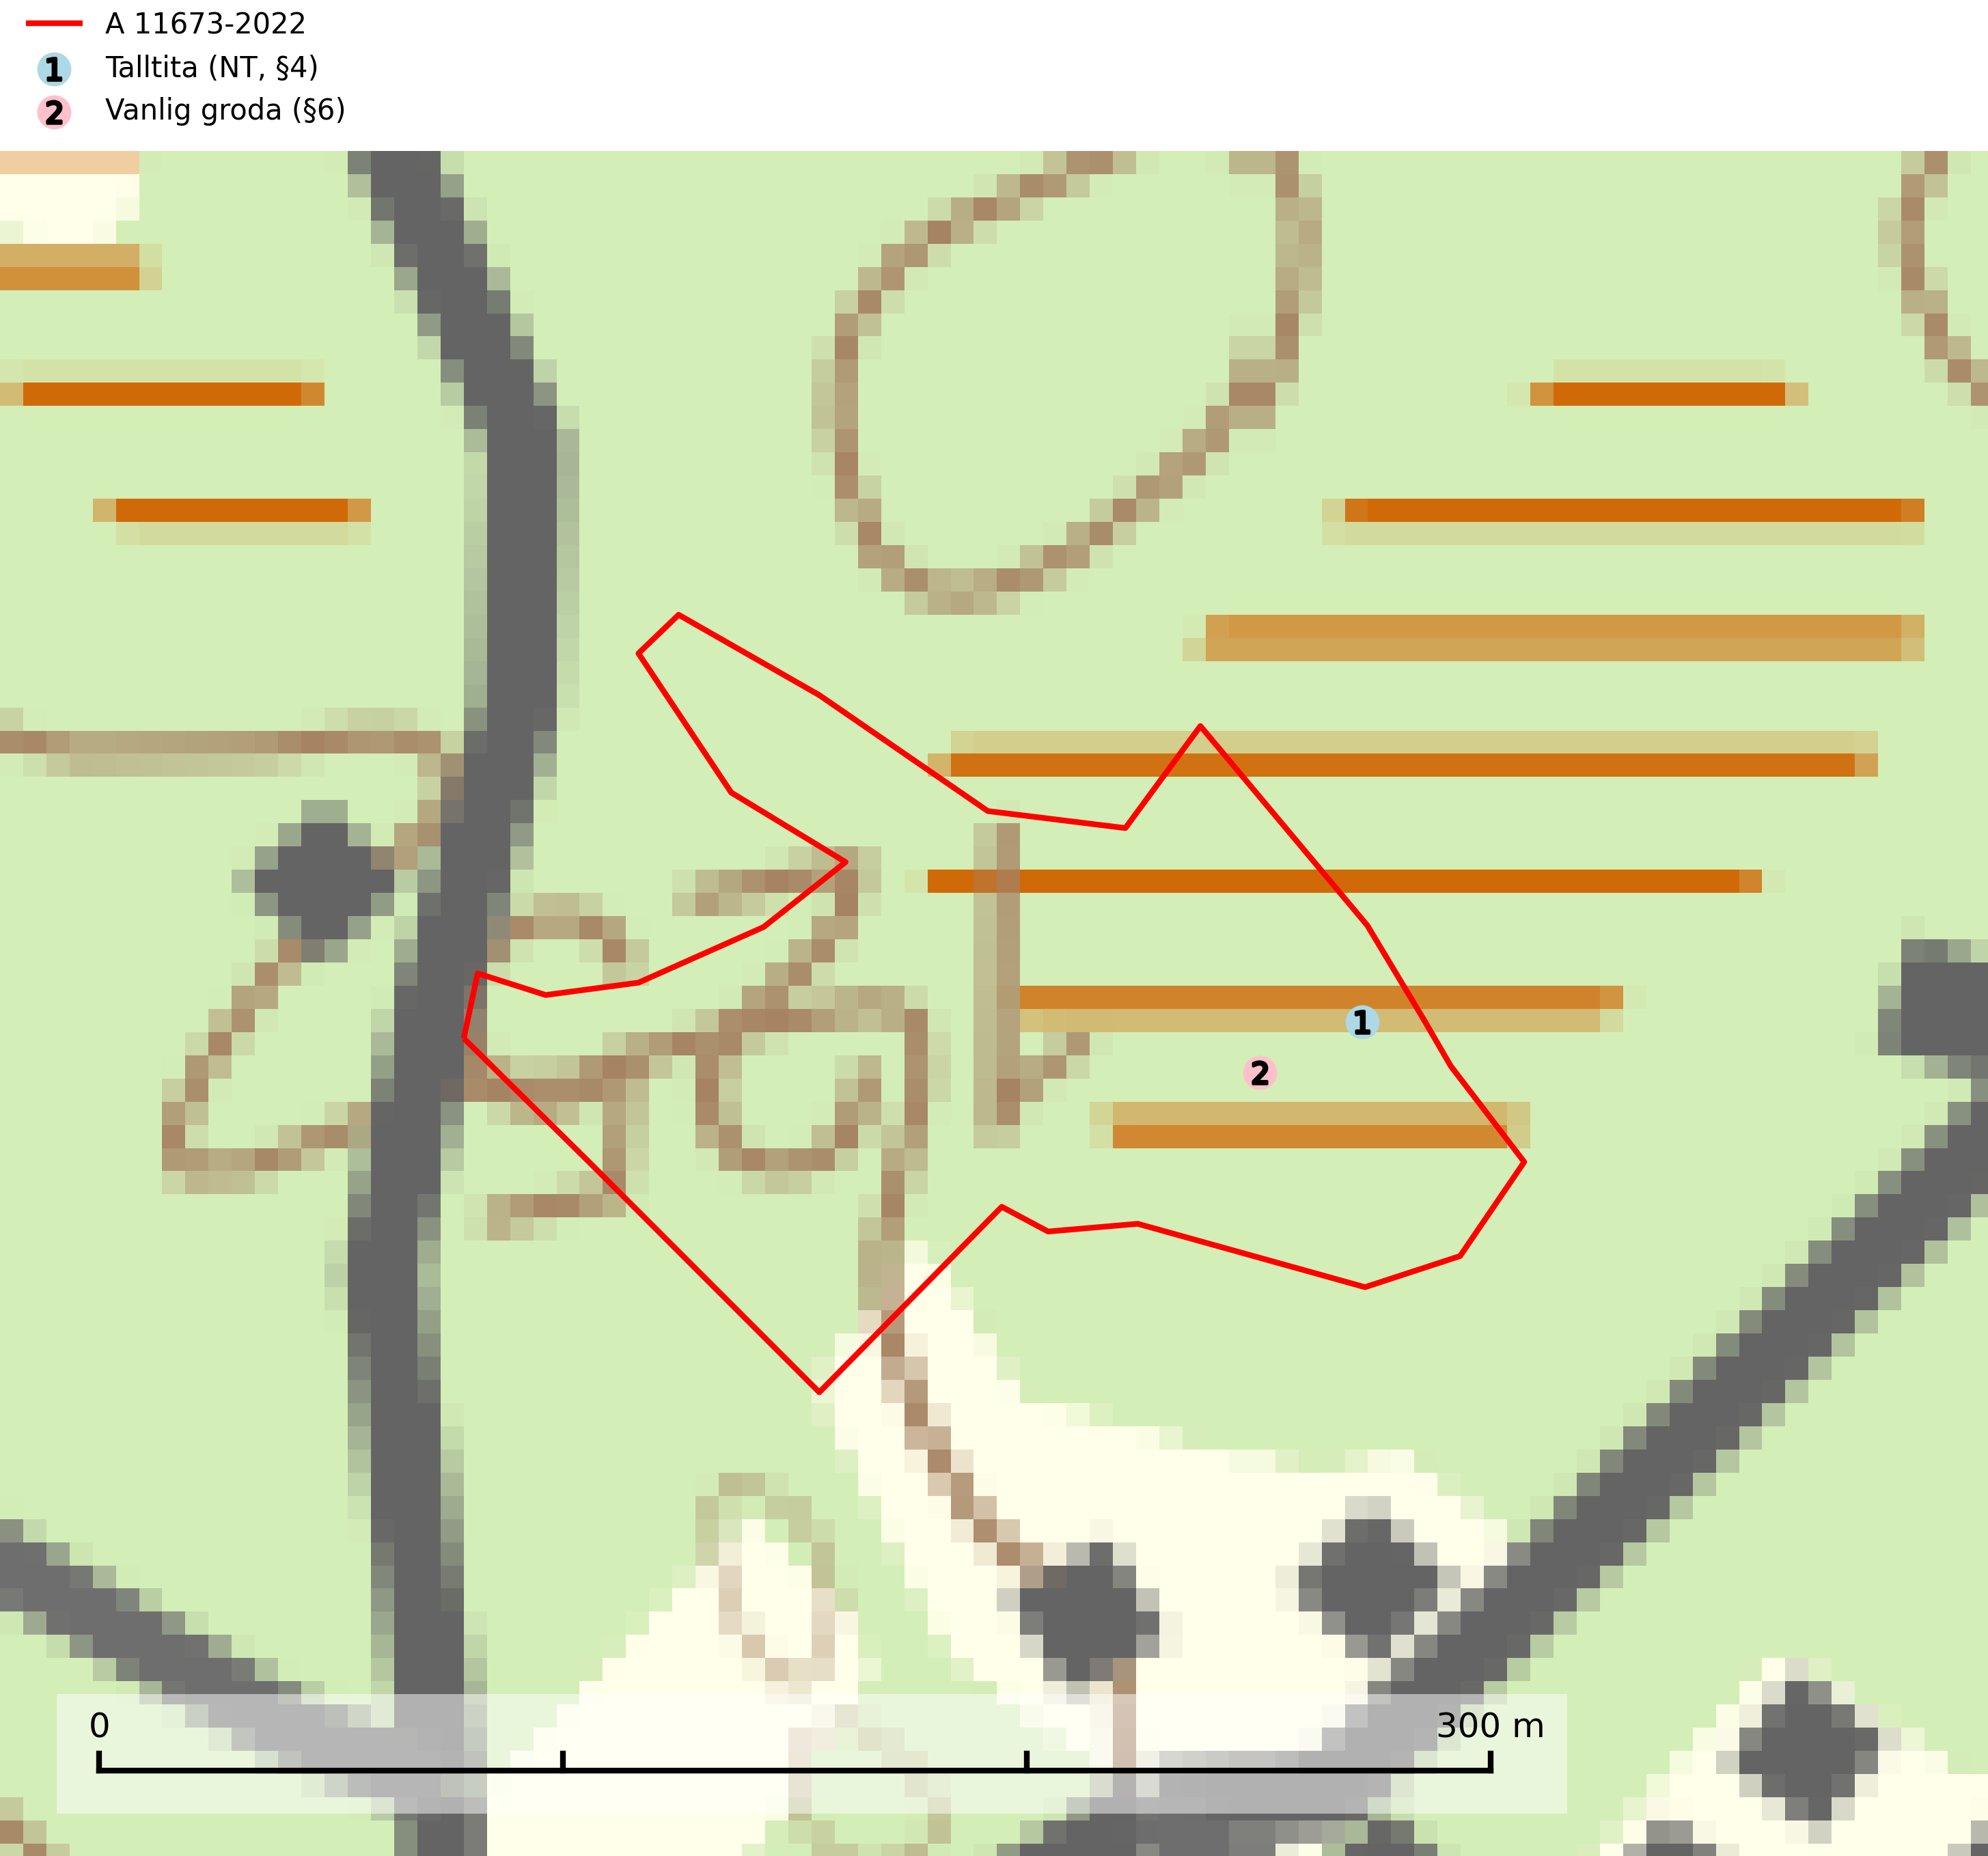 A 11673-2022
1 Talltita (NT, §4)
2 Vanlig groda (§6)
1
2
0 300 m